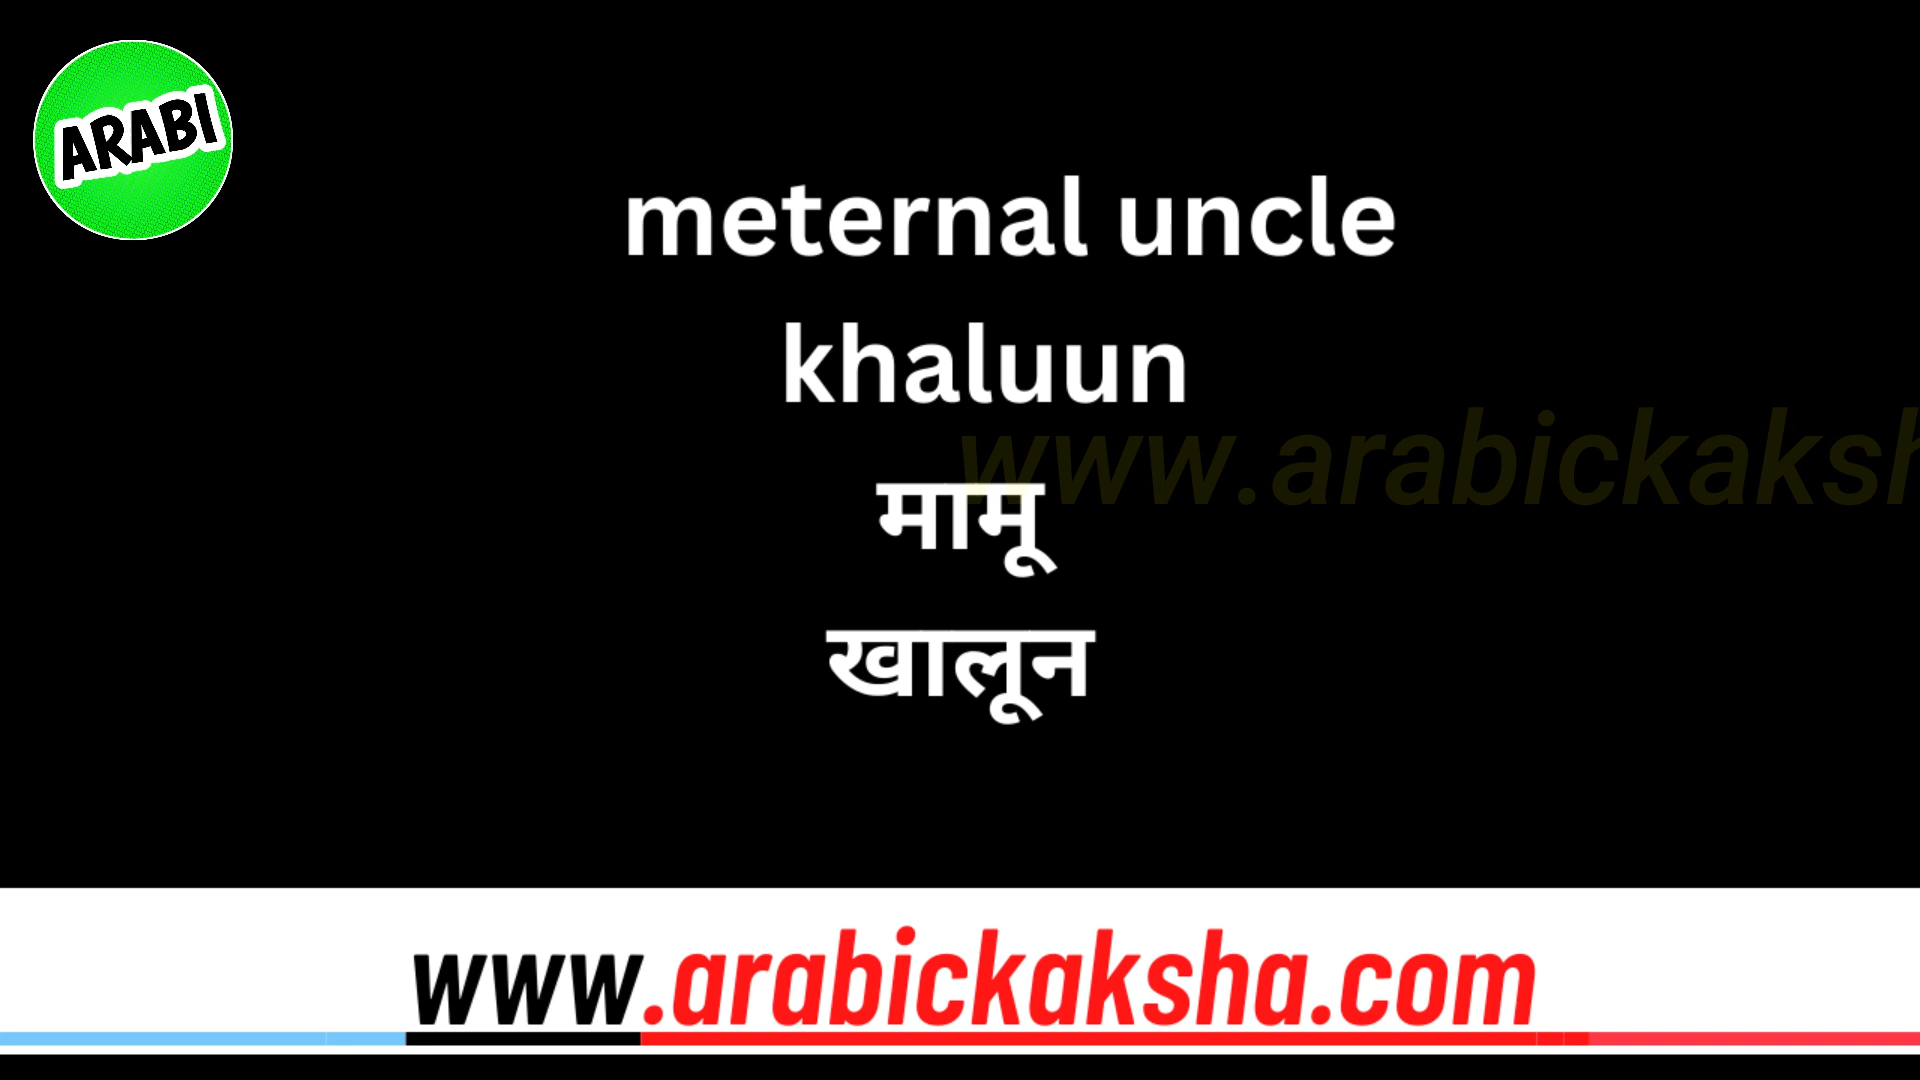 ARABI
meternal uncle
khaluun
मामू
www.arabickaksh
खालून
www.arabickaksha.com